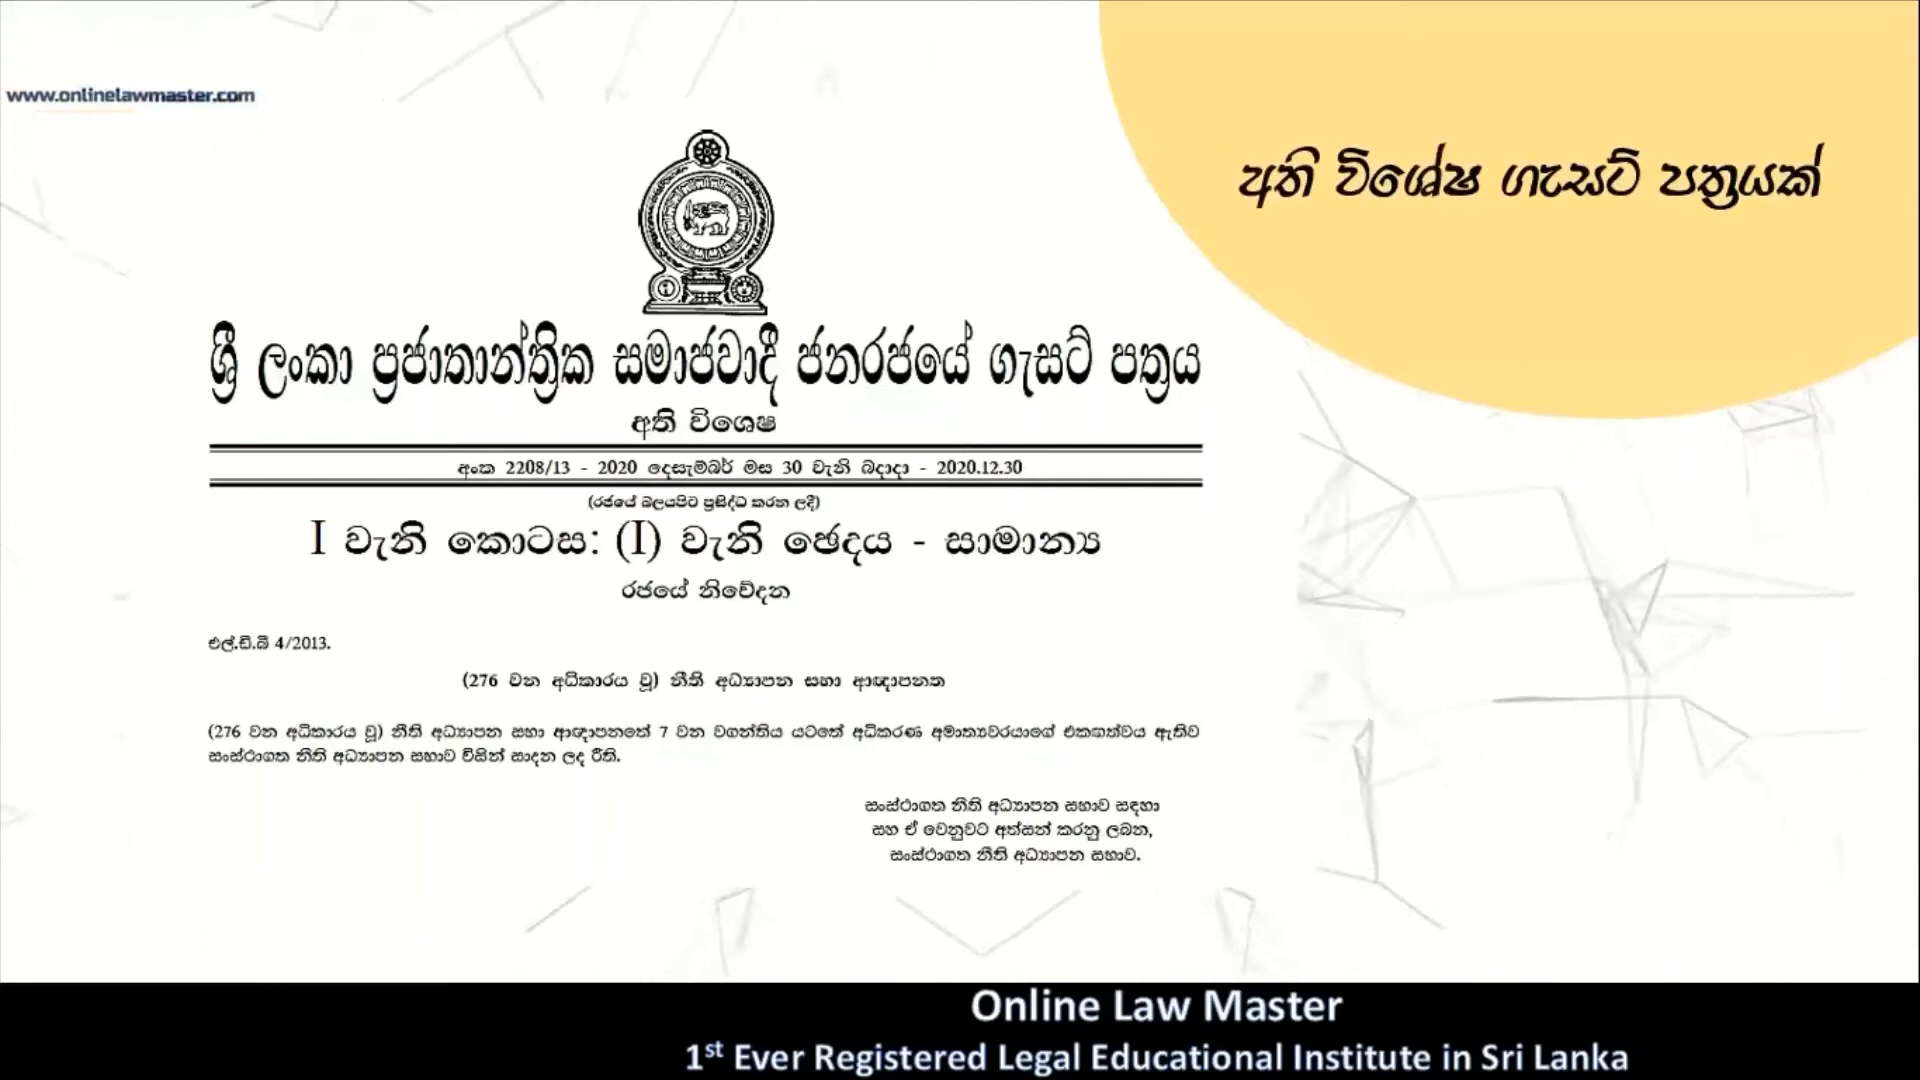 www.onlinelawmaster.com
අති විශේෂ ගැසට් පත්‍රයක්
ශ්‍රී ලංකා ප්‍රජාතාන්ත්‍රික සමාජවාදී ජනරජයේ ගැසට් පත්‍රය
අති විශෙෂ
අංක 2208/13 - 2020 දෙසැම්බර් මස 30 වැනි බදාදා - 2020.12.30
(රජයේ බලයපිට ප්‍රසිද්ධ කරන ලදී)
I වැනි කොටස: (I) වැනි ඡෙදය - සාමාන්‍ය
රජයේ නිවේදන
එල්.ඩී.බී 4/2013.
(276 වන අධිකාරය වූ) නීති අධ්‍යාපන සභා ආඥාපනත
(276 වන අධිකාරය වූ) නීති අධ්‍යාපන සභා ආඥාපනතේ 7 වන වගන්තිය යටතේ අධිකරණ අමාත්‍යවරයාගේ එකඟත්වය ඇතිව
සංස්ථාගත නීති අධ්‍යාපන සභාව විසින් සාදන ලද රීති.
සංස්ථාගත නීති අධ්‍යාපන සභාව සඳහා
සහ ඒ වෙනුවට අත්සන් කරනු ලබන,
සංස්ථාගත නීති අධ්‍යාපන සභාව.
Online Law Master
1st Ever Registered Legal Educational Institute in Sri Lanka